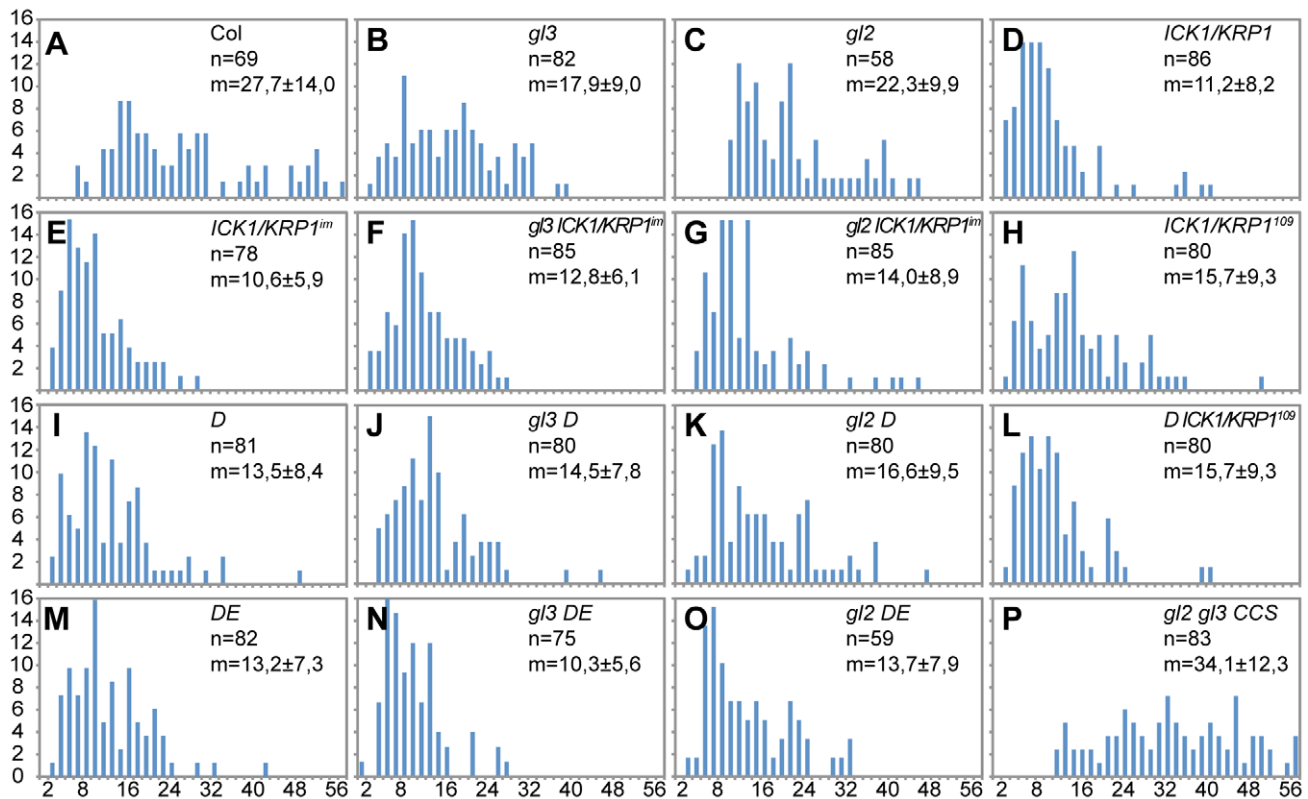 16
14
12
10
8
6
4
2
A
Col
n=69
m=27,7±14,0
B
gl3
n=82
m=17,9±9,0
C
gl2
n=58
m=22,3±9,9
D
ICK1/KRP1
n=86
m=11,2±8,2
16
14
12
10
8
6
4
2
E
ICK1/KRP1im
n=78
m=10,6±5,9
F
gl3 ICK1/KRP1im
n=85
m=12,8±6,1
G
gl2 ICK1/KRP1im
n=85
m=14,0±8,9
H
ICK1/KRP1109
n=80
m=15,7±9,3
16
14
12
10
8
6
4
2
I
D
n=81
m=13,5±8,4
J
gl3 D
n=80
m=14,5±7,8
K
gl2 D
n=80
m=16,6±9,5
L
D ICK1/KRP1109
n=80
m=15,7±9,3
16
14
12
10
8
6
4
2
0
M
DE
n=82
m=13,2±7,3
N
gl3 DE
n=75
m=10,3±5,6
O
gl2 DE
n=59
m=13,7±7,9
P
gl2 gl3 CCS
n=83
m=34,1±12,3
2 8 16 24 32 40 48 56
2 8 16 24 32 40 48 56
2 8 16 24 32 40 48 56
2 8 16 24 32 40 48 56